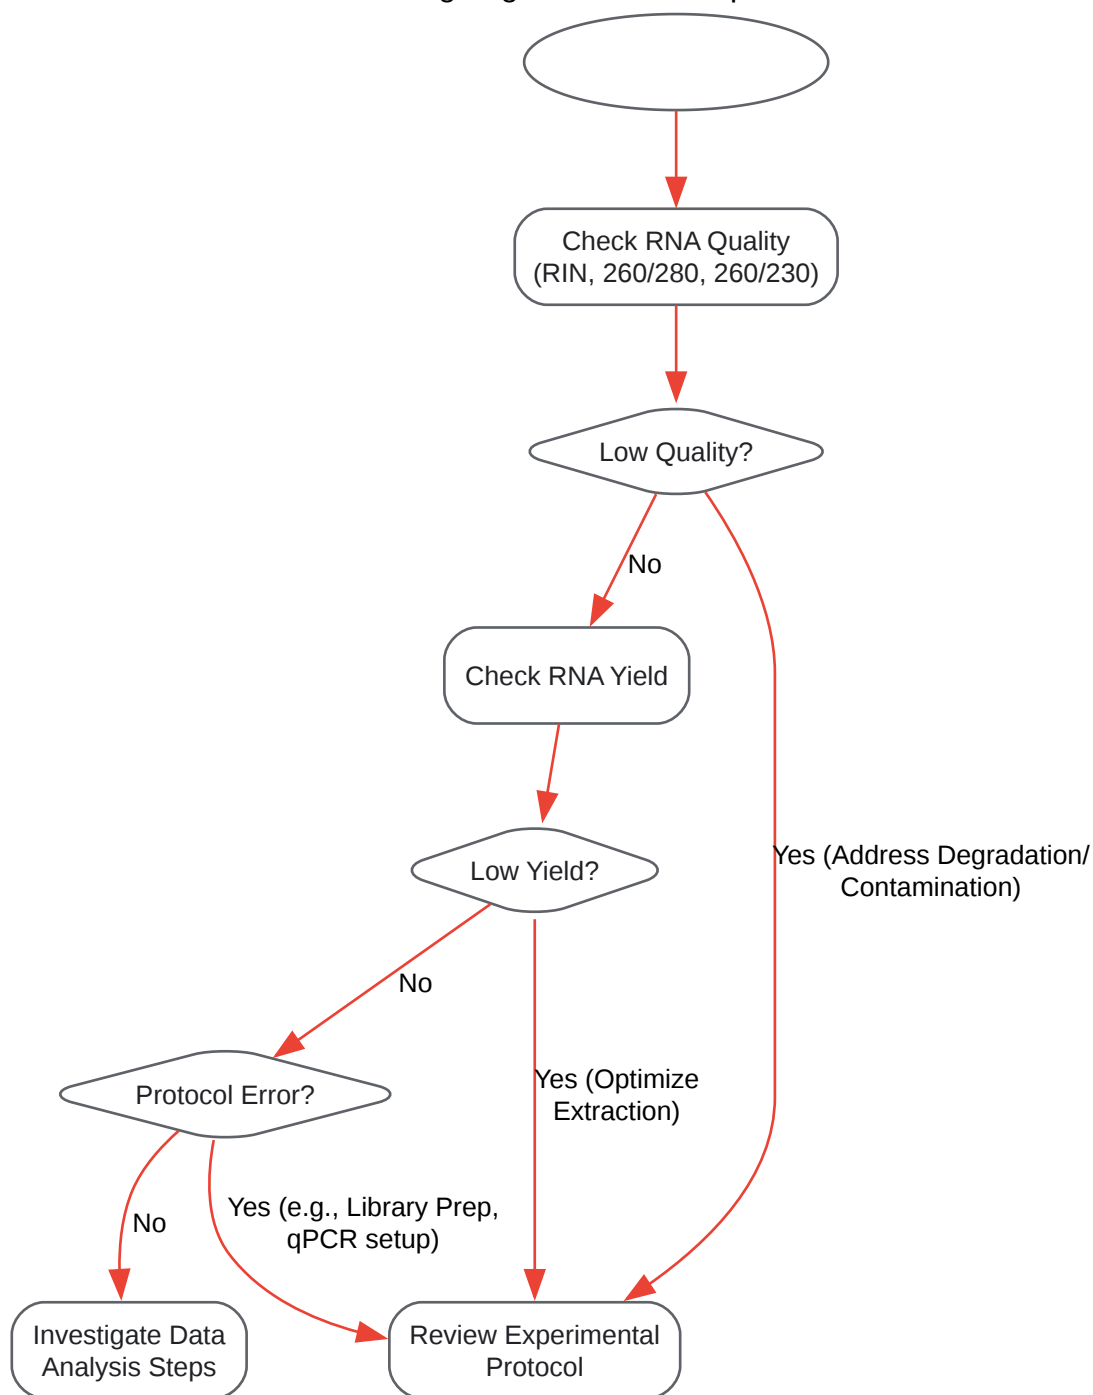 Check RNA Quality
(RIN, 260/280, 260/230)
Low Quality?
No
Check RNA Yield
Low Yield?
Yes (Address Degradation/
Contamination)
No
Protocol Error?
Yes (Optimize
Extraction)
No
Yes (e.g., Library Prep,
qPCR setup)
Investigate Data
Analysis Steps
Review Experimental
Protocol